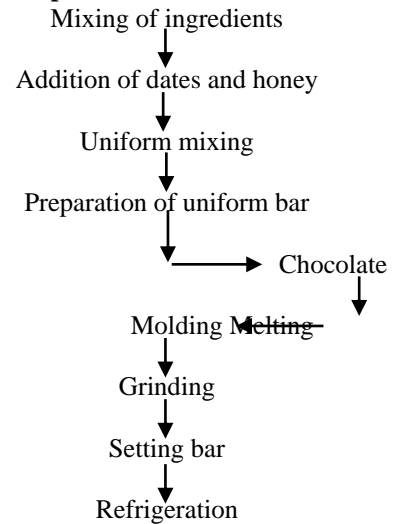 Mixing of ingredients
Addition of dates and honey
Uniform mixing
Preparation of uniform bar
Chocolate
Molding Melting
Grinding
Setting bar
Refrigeration